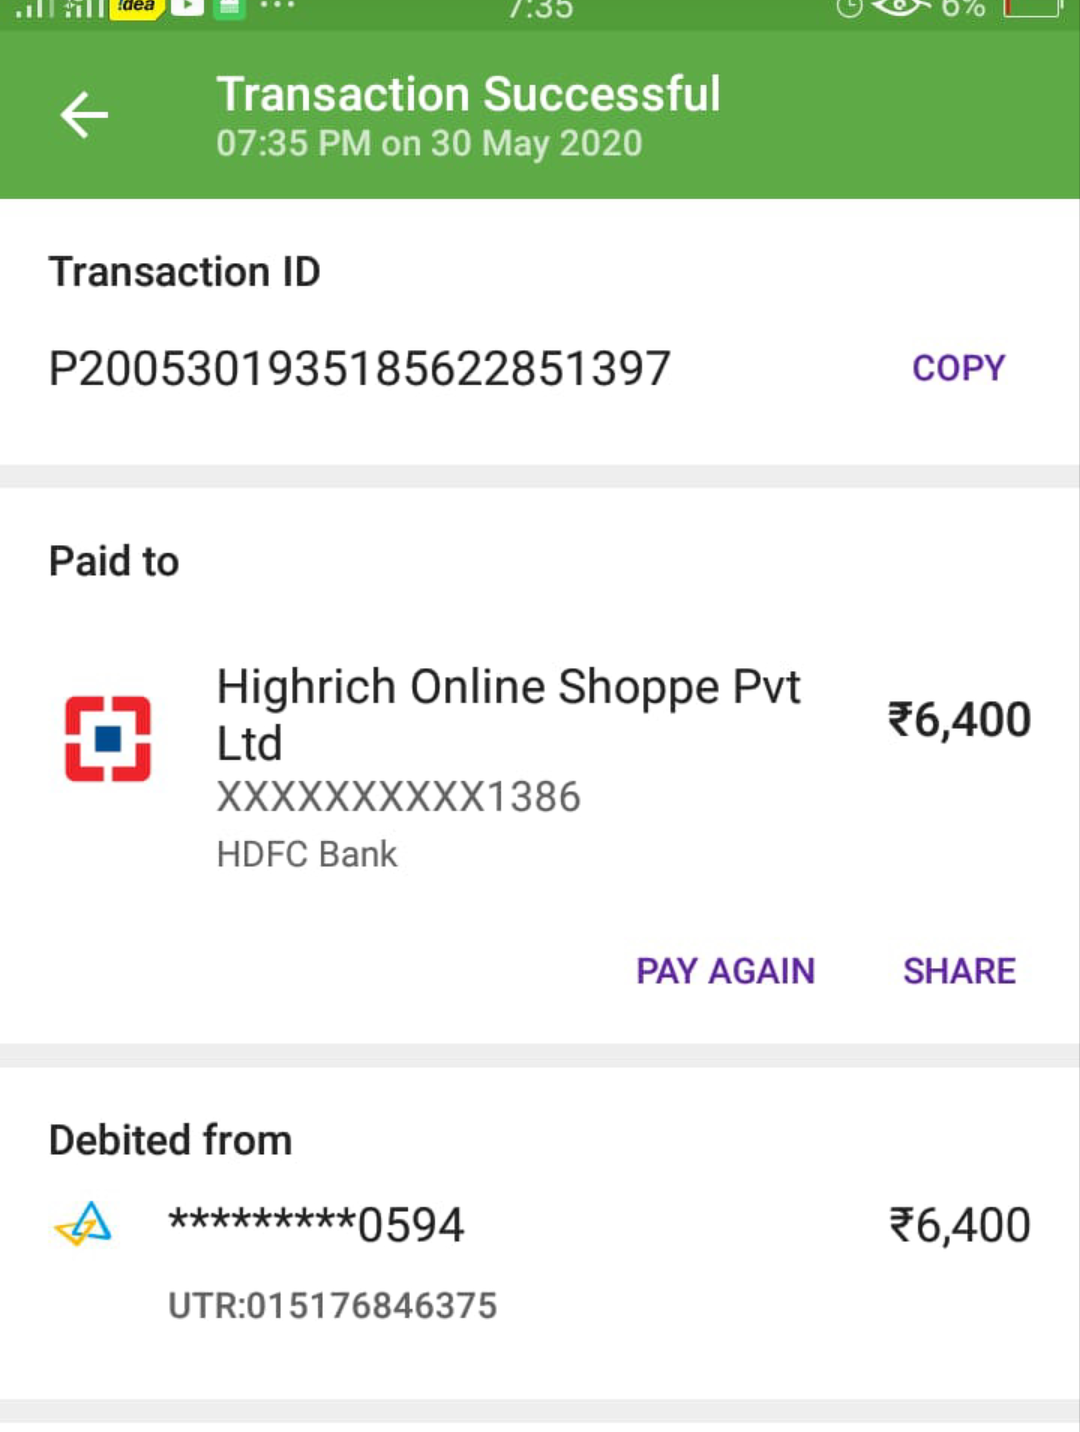 !dea
7:35
6%
Transaction Successful
07:35 PM on 30 May 2020
Transaction ID
P2005301935185622851397
COPY
Paid to
Highrich Online Shoppe Pvt
Ltd
₹6,400
XXXXXXXXXX1386
HDFC Bank
PAY AGAIN
SHARE
Debited from
*********0594
₹6,400
UTR:015176846375